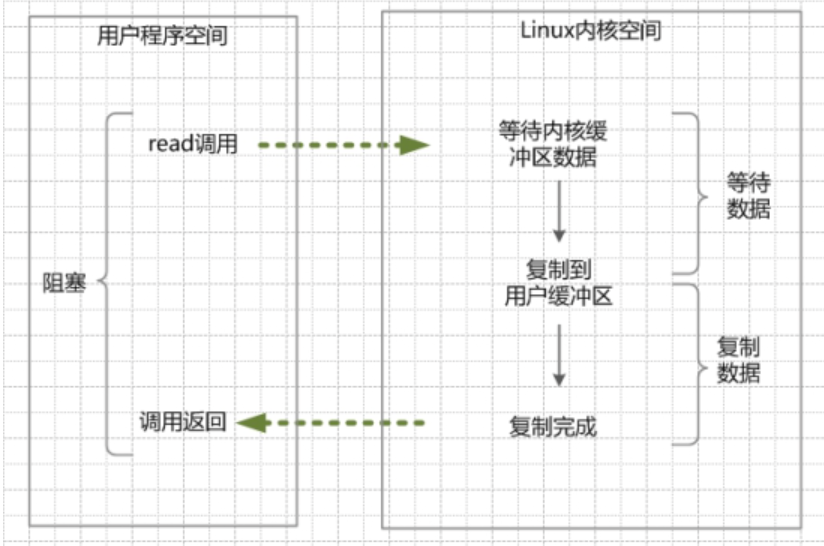 用户程序空间
Linux内核空间
read调用
等待内核缓
冲区数据
等待
数据
阻塞
复制到
用户缓冲区
复制
数据
调用返回
复制完成